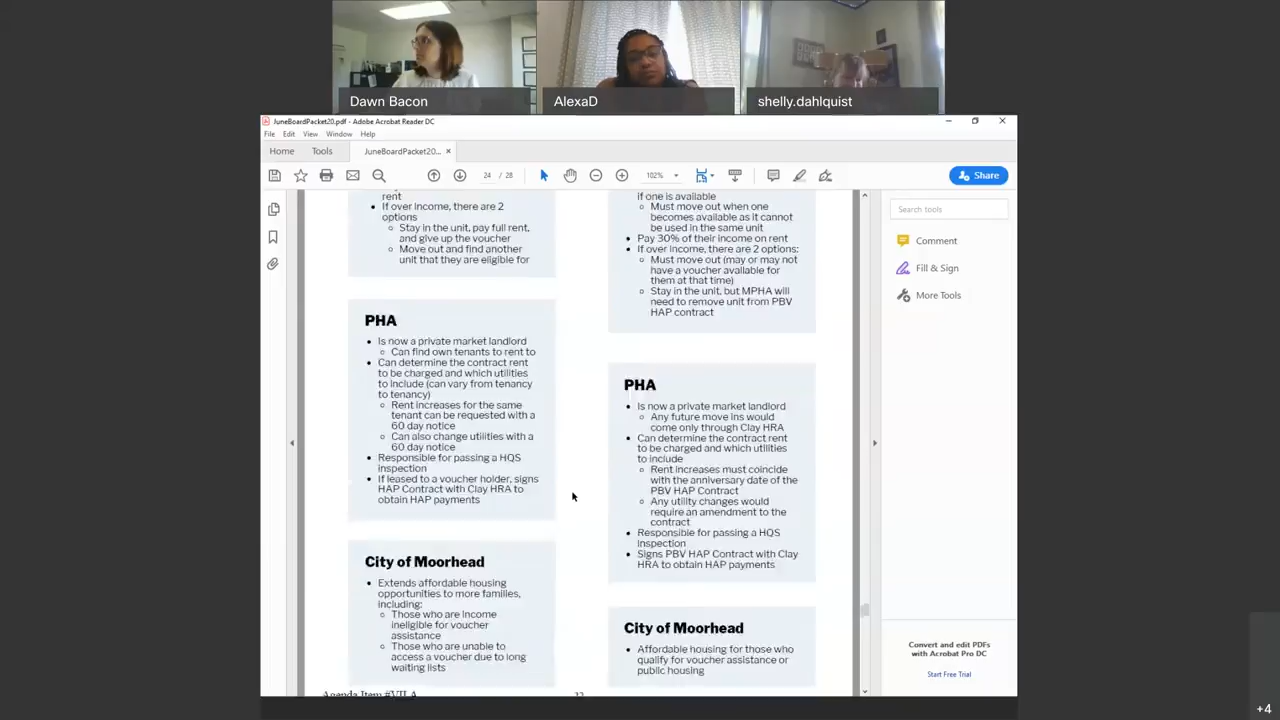 Dawn Bacon
AlexaD
shelly.dahlquist
JuneBoardPacket20.pdf - Adobe Acrobat Reader DC
File Edit View Window Help
Home Tools JuneBoardPacket20... ×
24 / 28 102% Share
rent
• If over income, there are 2
options
Stay in the unit, pay full rent,
and give up the voucher
Move out and find another
unit that they are eligible for
PHA
• Is now a private market landlord
Can find own tenants to rent to
• Can determine the contract rent
to be charged and which utilities
to include (can vary from tenancy
to tenancy)
Rent increases for the same
tenant can be requested with a
60 day notice
Can also change utilities with a
60 day notice
• Responsible for passing a HQS
inspection
• If leased to a voucher holder, signs
HAP Contract with Clay HRA to
obtain HAP payments
City of Moorhead
• Extends affordable housing
opportunities to more families,
including:
Those who are income
ineligible for voucher
assistance
Those who are unable to
access a voucher due to long
waiting lists
if one is available
Must move out when one
becomes available as it cannot
be used in the same unit
• Pay 30% of their income on rent
• If over income, there are 2 options:
Must move out (may or may not
have a voucher available for
them at that time)
Stay in the unit, but MPHA will
need to remove unit from PBV
HAP contract
PHA
• Is now a private market landlord
Any future move ins would
come only through Clay HRA
• Can determine the contract rent
to be charged and which utilities
to include
Rent increases must coincide
with the anniversary date of the
PBV HAP Contract
Any utility changes would
require an amendment to the
contract
• Responsible for passing a HQS
inspection
• Signs PBV HAP Contract with Clay
HRA to obtain HAP payments
City of Moorhead
• Affordable housing for those who
qualify for voucher assistance or
public housing
Agenda Item #VII.A
Search tools
Comment
Fill & Sign
More Tools
Convert and edit PDFs
with Acrobat Pro DC
Start Free Trial
+4